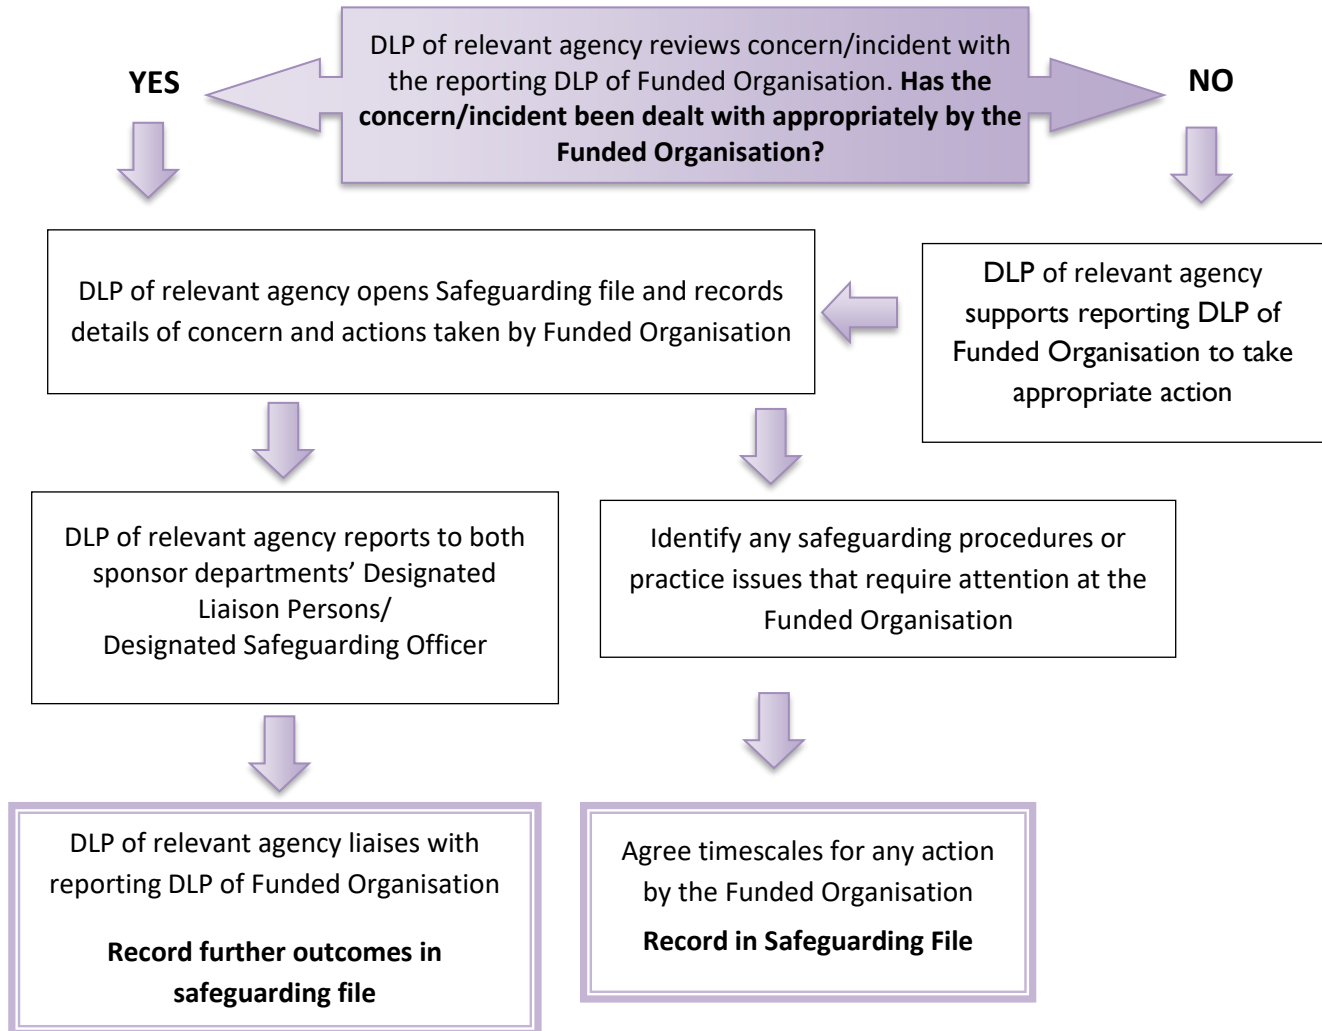 DLP of relevant agency reviews concern/incident with
the reporting DLP of Funded Organisation. Has the
concern/incident been dealt with appropriately by the
Funded Organisation?
YES
NO
DLP of relevant agency opens Safeguarding file and records
details of concern and actions taken by Funded Organisation
DLP of relevant agency
supports reporting DLP of
Funded Organisation to take
appropriate action
DLP of relevant agency reports to both
sponsor departments’ Designated
Liaison Persons/
Designated Safeguarding Officer
Identify any safeguarding procedures or
practice issues that require attention at the
Funded Organisation
DLP of relevant agency liaises with
reporting DLP of Funded Organisation
Record further outcomes in
safeguarding file
Agree timescales for any action
by the Funded Organisation
Record in Safeguarding File